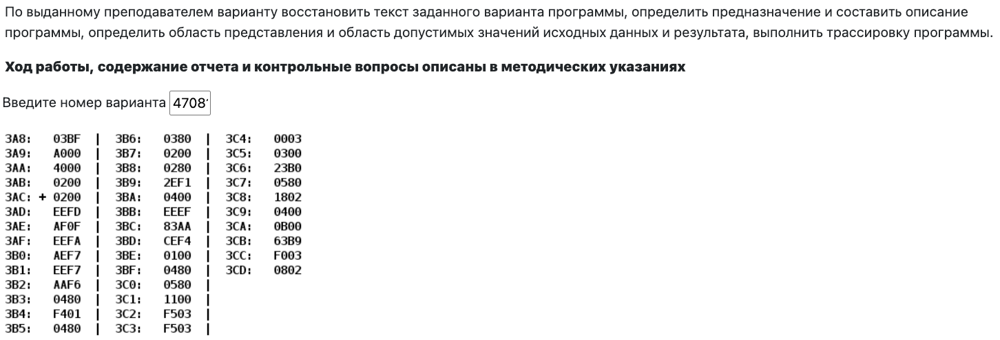 По выданному преподавателем варианту восстановить текст заданного варианта программы, определить предназначение и составить описание
программы, определить область представления и область допустимых значений исходных данных и результата, выполнить трассировку программы.
Ход работы, содержание отчета и контрольные вопросы описаны в методических указаниях
Введите номер варианта 4708
3A8: 03BF | 3B6: 0380 | 3C4: 0003
3A9: A000 | 3B7: 0200 | 3C5: 0300
3AA: 4000 | 3B8: 0280 | 3C6: 23B0
3AB: 0200 | 3B9: 2EF1 | 3C7: 0580
3AC: + 0200 | 3BA: 0400 | 3C8: 1802
3AD: EEFD | 3BB: EEEF | 3C9: 0400
3AE: AF0F | 3BC: 83AA | 3CA: 0B00
3AF: EEFA | 3BD: CEF4 | 3CB: 63B9
3B0: AEF7 | 3BE: 0100 | 3CC: F003
3B1: EEF7 | 3BF: 0480 | 3CD: 0802
3B2: AAF6 | 3C0: 0580 |
3B3: 0480 | 3C1: 1100 |
3B4: F401 | 3C2: F503 |
3B5: 0480 | 3C3: F503 |